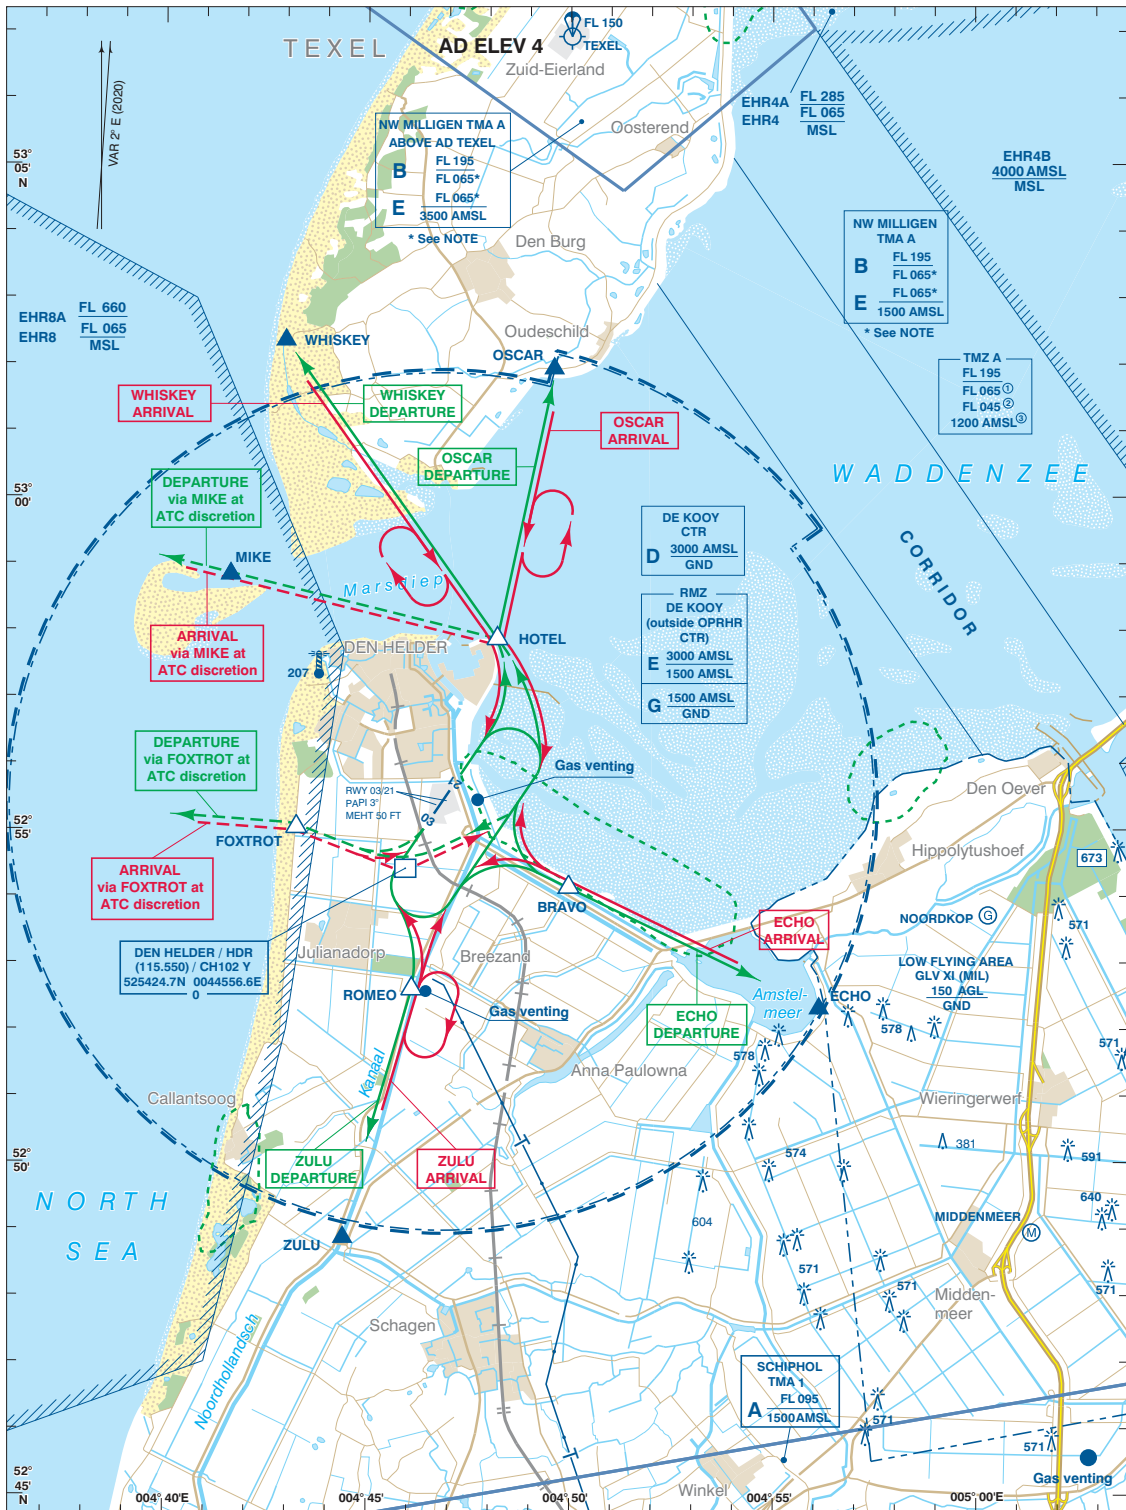 TEXEL
AD ELEV 4
FL 150
TEXEL
Zuid-Eierland
VAR 2° E (2020)
NW MILLIGEN TMA A
ABOVE AD TEXEL
B FL 195
FL 065*
E FL 065*
3500 AMSL
* See NOTE
Oosterend
EHR4A FL 285
EHR4 FL 065
MSL
EHR4B
4000 AMSL
MSL
53°
05'
N
Den Burg
NW MILLIGEN
TMA A
B FL 195
FL 065*
E FL 065*
1500 AMSL
* See NOTE
EHR8A FL 660
EHR8 FL 065
MSL
WHISKEY
Oudeschild
OSCAR
TMZ A
FL 195
FL 065①
FL 045②
1200 AMSL③
WHISKEY
ARRIVAL
WHISKEY
DEPARTURE
OSCAR
ARRIVAL
OSCAR
DEPARTURE
WADDENZEE
53°
00'
DEPARTURE
via MIKE at
ATC discretion
DE KOOY
CTR
D 3000 AMSL
GND
CORRIDOR
MIKE
Marsdiep
RMZ
DE KOOY
(outside OPRHR
CTR)
E 3000 AMSL
1500 AMSL
G 1500 AMSL
GND
ARRIVAL
via MIKE at
ATC discretion
HOTEL
DEN HELDER
207
DEPARTURE
via FOXTROT at
ATC discretion
Gas venting
RWY 03/21
PAPI 3°
MEHT 50 FT
21
03
Den Oever
52°
55'
FOXTROT
Hippolytushoef
673
ARRIVAL
via FOXTROT at
ATC discretion
BRAVO
NOORDKOP G
571
ECHO
ARRIVAL
DEN HELDER / HDR
(115.550) / CH102 Y
525424.7N 0044556.6E
0
Julianadorp
Breezand
LOW FLYING AREA
GLV XI (MIL)
150 AGL
GND
ROMEO
Gas venting
Amstel-
meer
ECHO
ECHO
DEPARTURE
578
578
571
Kanaal
Anna Paulowna
Callantsoog
Wieringerwerf
52°
50'
ZULU
DEPARTURE
ZULU
ARRIVAL
574
381
591
NORTH
SEA
640
604
MIDDENMEER M
ZULU
571
571
571
Midden-
meer
Noordhollandsch
Schagen
SCHIPHOL
TMA 1
A FL 095
1500AMSL
571
571
Gas venting
Winkel
52°
45'
N
004° 40'E
004° 45'
004° 50'
004° 55'
005° 00'E